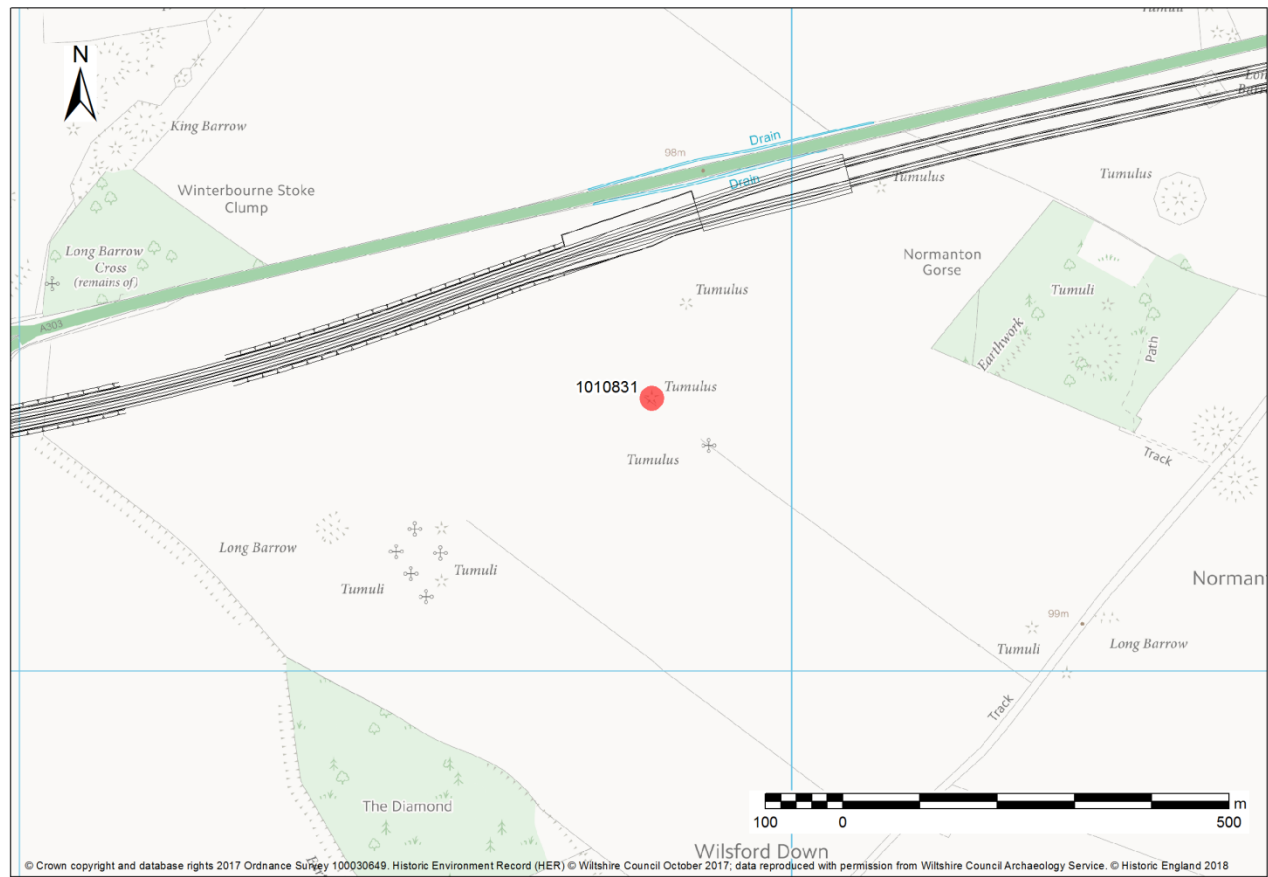 Tumuli
N
King Barrow
Winterbourne Stoke
Clump
Long Barrow
Cross
(remains of)
A303
Drain
98m
Drain
Tumulus
Tumulus
Normanton
Gorse
Tumuli
Earthwork
Path
Track
Tumulus
1010831
Tumulus
Tumulus
Long Barrow
Tumuli
Tumuli
Norman
99m
Tumuli
Long Barrow
Track
The Diamond
Wilsford Down
100
0
500
m
© Crown copyright and database rights 2017 Ordnance Survey 100030649. Historic Environment Record (HER) © Wiltshire Council October 2017; data reproduced with permission from Wiltshire Council Archaeology Service. © Historic England 2018